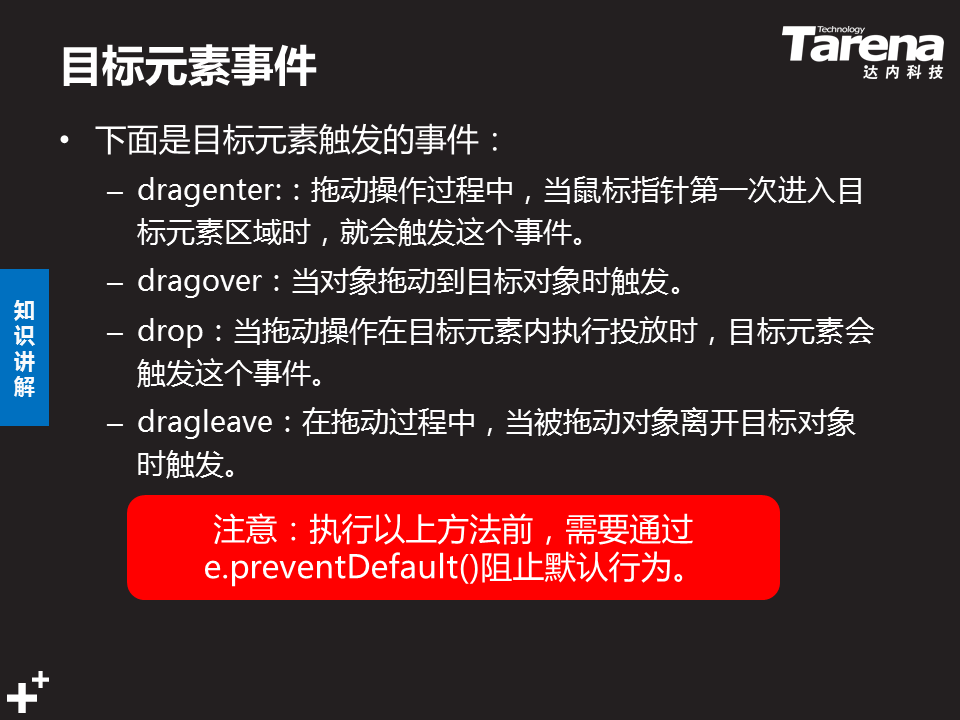 目标元素事件
Technology
Tarena
达内科技
• 下面是目标元素触发的事件：
– dragenter:：拖动操作过程中，当鼠标指针第一次进入目
标元素区域时，就会触发这个事件。
– dragover：当对象拖动到目标对象时触发。
– drop：当拖动操作在目标元素内执行投放时，目标元素会
触发这个事件。
– dragleave：在拖动过程中，当被拖动对象离开目标对象
时触发。
知
识
讲
解
注意：执行以上方法前，需要通过
e.preventDefault()阻止默认行为。